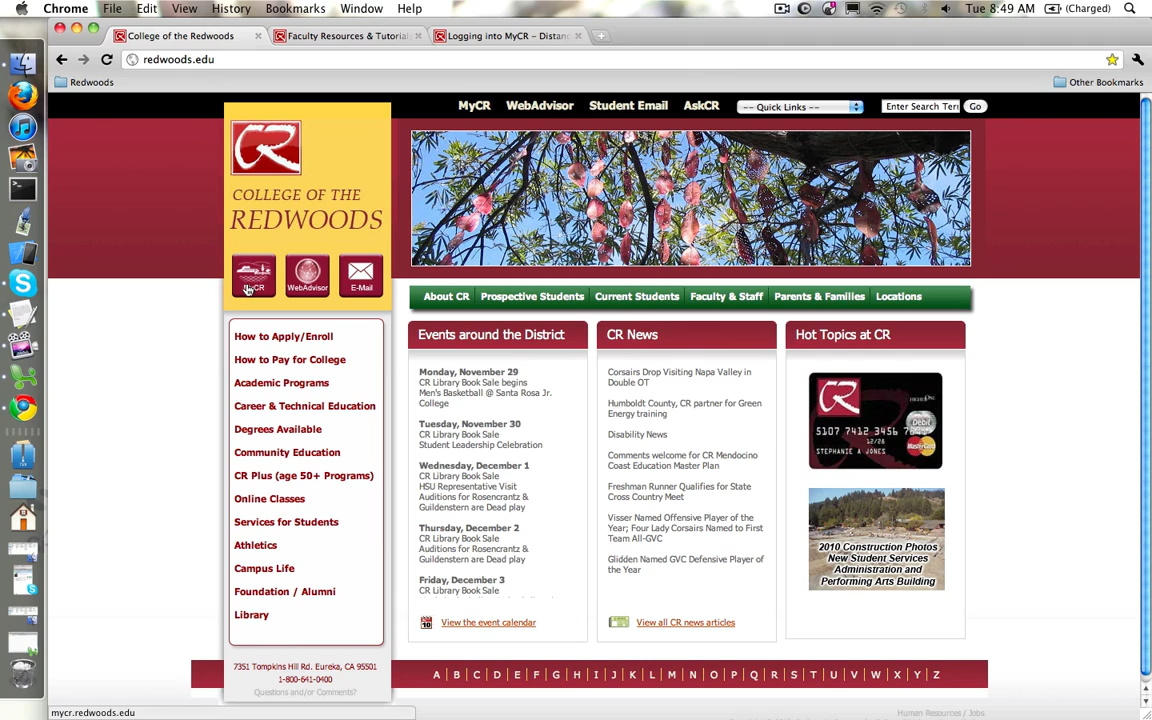 Chrome File Edit View History Bookmarks Window Help
Tue 8:49 AM (Charged)
College of the Redwoods
Faculty Resources & Tutorial
Logging into MyCR – Distanc
redwoods.edu
Redwoods
Other Bookmarks
MyCR WebAdvisor Student Email AskCR
-- Quick Links --
Enter Search Teri
Go
CR
COLLEGE OF THE
REDWOODS
MyCR
WebAdvisor
E-Mail
About CR
Prospective Students
Current Students
Faculty & Staff
Parents & Families
Locations
How to Apply/Enroll
How to Pay for College
Academic Programs
Career & Technical Education
Degrees Available
Community Education
CR Plus (age 50+ Programs)
Online Classes
Services for Students
Athletics
Campus Life
Foundation / Alumni
Library
7351 Tompkins Hill Rd. Eureka, CA 95501
1-800-641-0400
Questions and/or Comments?
Events around the District
Monday, November 29
CR Library Book Sale begins
Men's Basketball @ Santa Rosa Jr.
College
Tuesday, November 30
CR Library Book Sale
Student Leadership Celebration
Wednesday, December 1
CR Library Book Sale
HSU Representative Visit
Auditions for Rosencrantz &
Guildenstern are Dead play
Thursday, December 2
CR Library Book Sale
Auditions for Rosencrantz &
Guildenstern are Dead play
Friday, December 3
CR Library Book Sale
View the event calendar
CR News
Corsairs Drop Visiting Napa Valley in
Double OT
Humboldt County, CR partner for Green
Energy training
Disability News
Comments welcome for CR Mendocino
Coast Education Master Plan
Freshman Runner Qualifies for State
Cross Country Meet
Visser Named Offensive Player of the
Year; Four Lady Corsairs Named to First
Team All-GVC
Glidden Named GVC Defensive Player of
the Year
View all CR news articles
Hot Topics at CR
CR
Debit
5107 7412 3456
12/28
STEPHANIE A JONES
MasterCard
2010 Construction Photos
New Student Services
Administration and
Performing Arts Building
A B C D E F G H I J K L M N O P Q R S T U V W X Y Z
mycr.redwoods.edu
Human Resources / Jobs